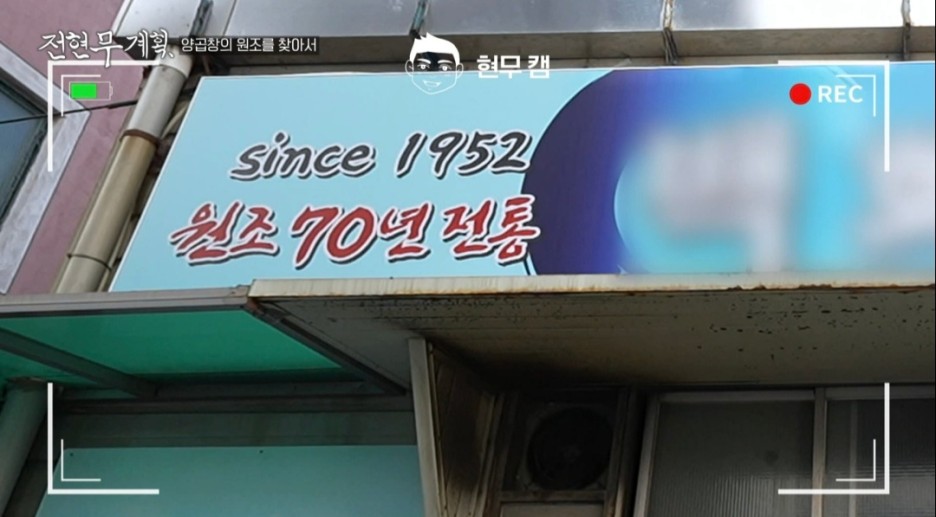 전현무계획 양곱창의 원조를 찾아서
현무 캠
REC
since 1952
원조 70년 전통